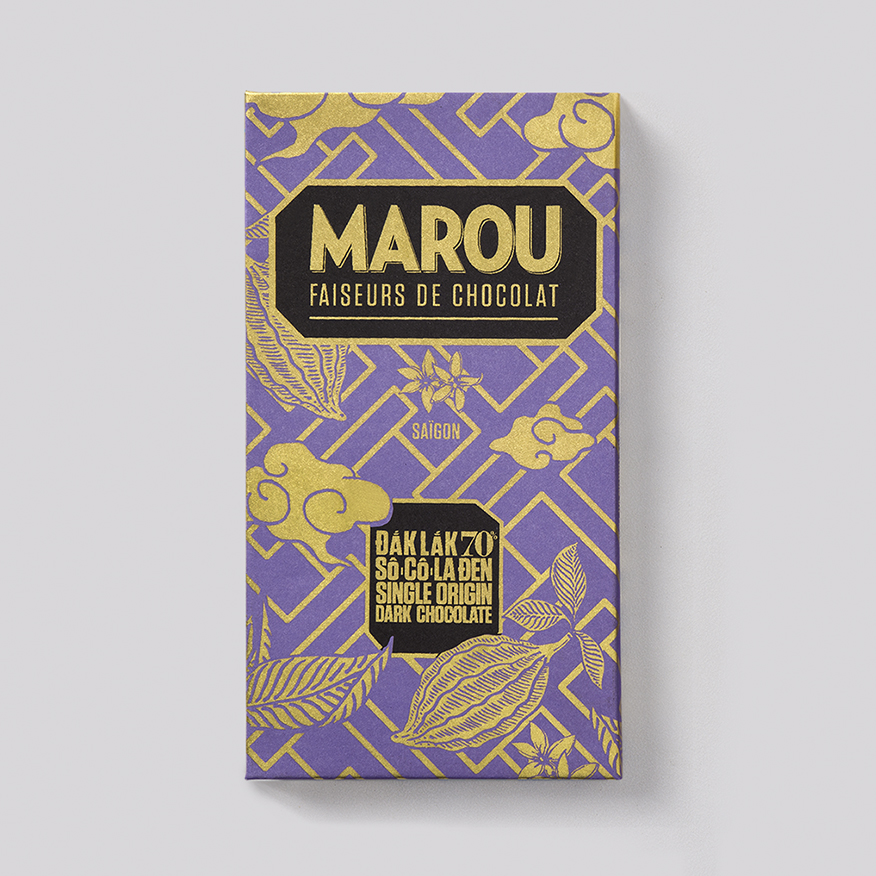 MAROU
FAISEURS DE CHOCOLAT
SAÏGON
ĐẮK LẮK 70%
SÔ-CÔ-LA ĐEN
SINGLE ORIGIN
DARK CHOCOLATE